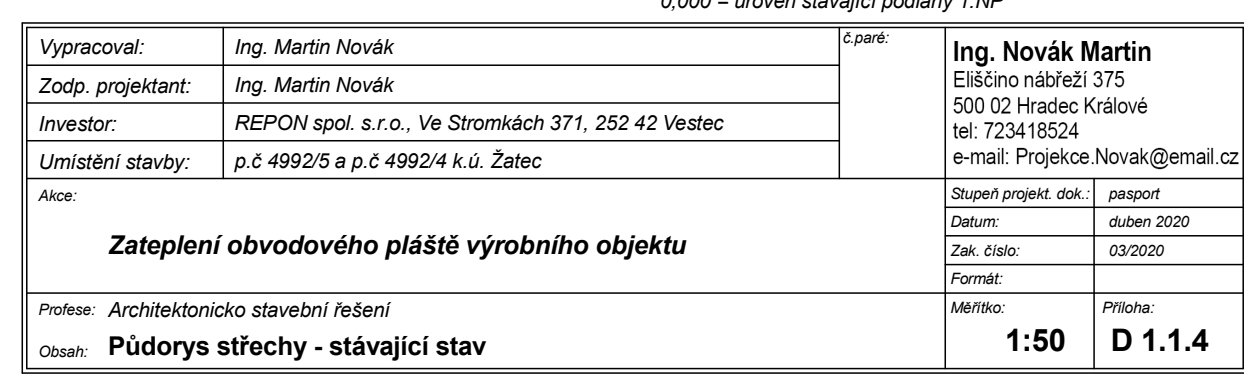 0,000 = úroveň stávající podlahy 1.NP
Vypracoval: Ing. Martin Novák
Zodp. projektant: Ing. Martin Novák
Investor: REPON spol. s.r.o., Ve Stromkách 371, 252 42 Vestec
Umístění stavby: p.č 4992/5 a p.č 4992/4 k.ú. Žatec
č.paré:
Ing. Novák Martin
Eliščino nábřeží 375
500 02 Hradec Králové
tel: 723418524
e-mail: Projekce.Novak@email.cz
Akce:
Zateplení obvodového pláště výrobního objektu
Stupeň projekt. dok.: pasport
Datum: duben 2020
Zak. číslo: 03/2020
Formát:
Profese: Architektonicko stavební řešení
Obsah: Půdorys střechy - stávající stav
Měřítko: Příloha:
1:50 D 1.1.4